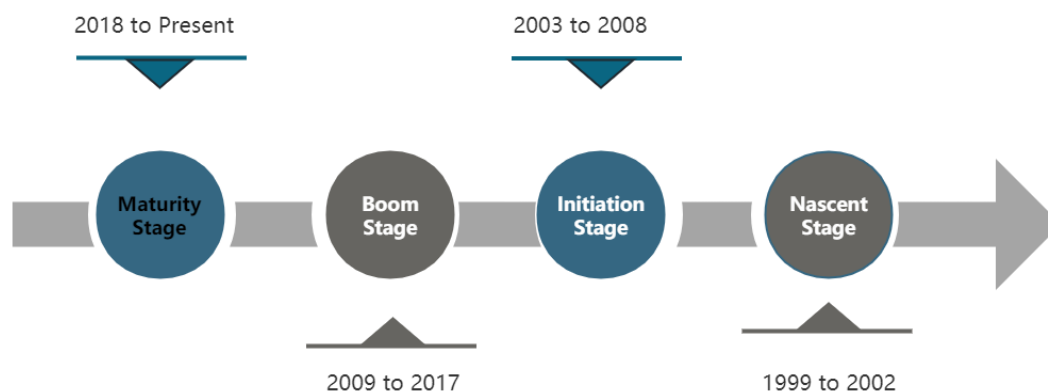 2018 to Present
2003 to 2008
Maturity
Stage
Boom
Stage
Initiation
Stage
Nascent
Stage
2009 to 2017
1999 to 2002